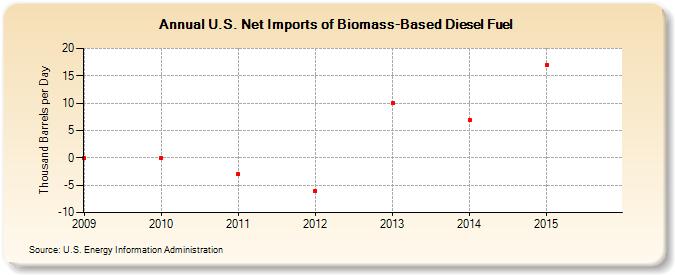 Annual U.S. Net Imports of Biomass-Based Diesel Fuel
Thousand Barrels per Day
20
15
10
5
0
-5
-10
2009 2010 2011 2012 2013 2014 2015
Source: U.S. Energy Information Administration